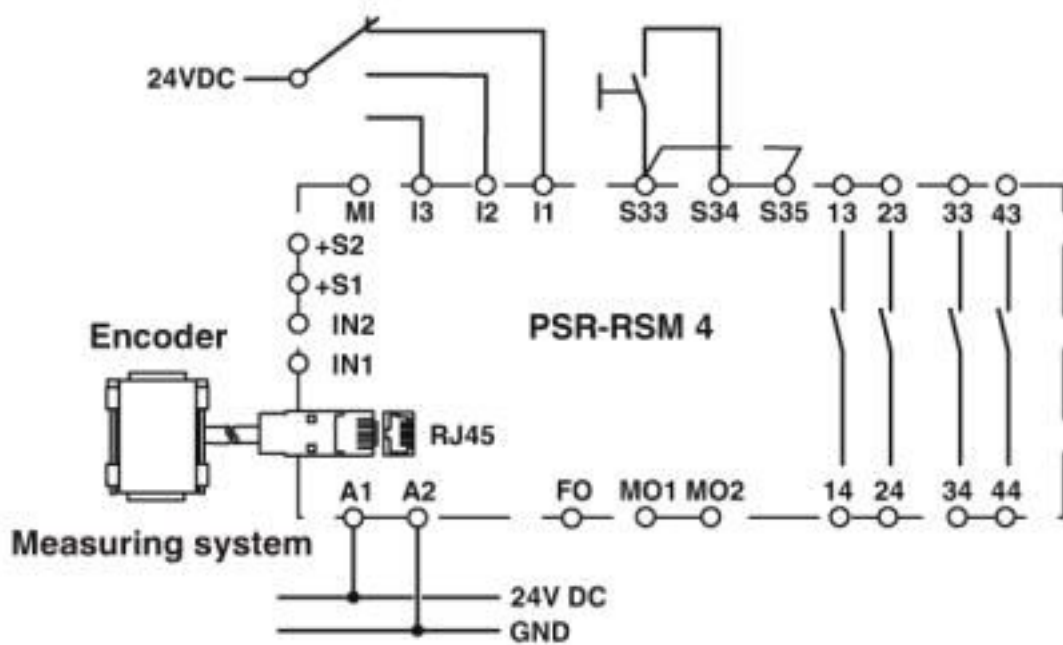 24VDC
MI I3 I2 I1 S33 S34 S35 13 23 33 43
+S2
+S1
IN2
IN1
PSR-RSM 4
Encoder
RJ45
A1 A2 FO MO1 MO2 14 24 34 44
Measuring system
24V DC
GND